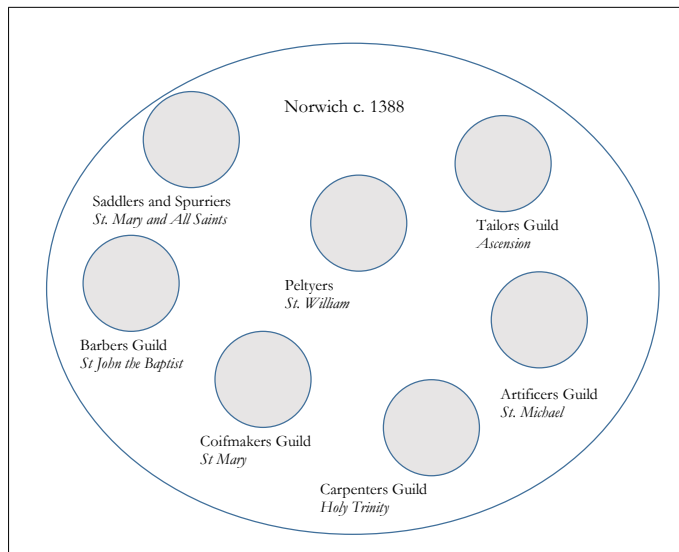 Norwich c. 1388
Saddlers and Spurriers
St. Mary and All Saints
Tailors Guild
Ascension
Peltyers
St. William
Barbers Guild
St John the Baptist
Artificers Guild
St. Michael
Coifmakers Guild
St Mary
Carpenters Guild
Holy Trinity